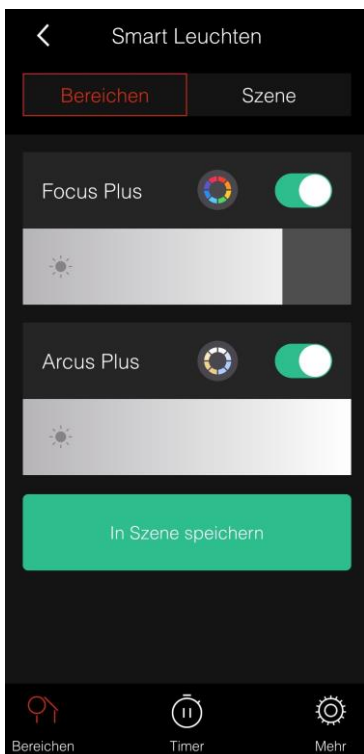 Smart Leuchten
Bereichen Szene
Focus Plus
Arcus Plus
In Szene speichern
Bereichen Timer Mehr